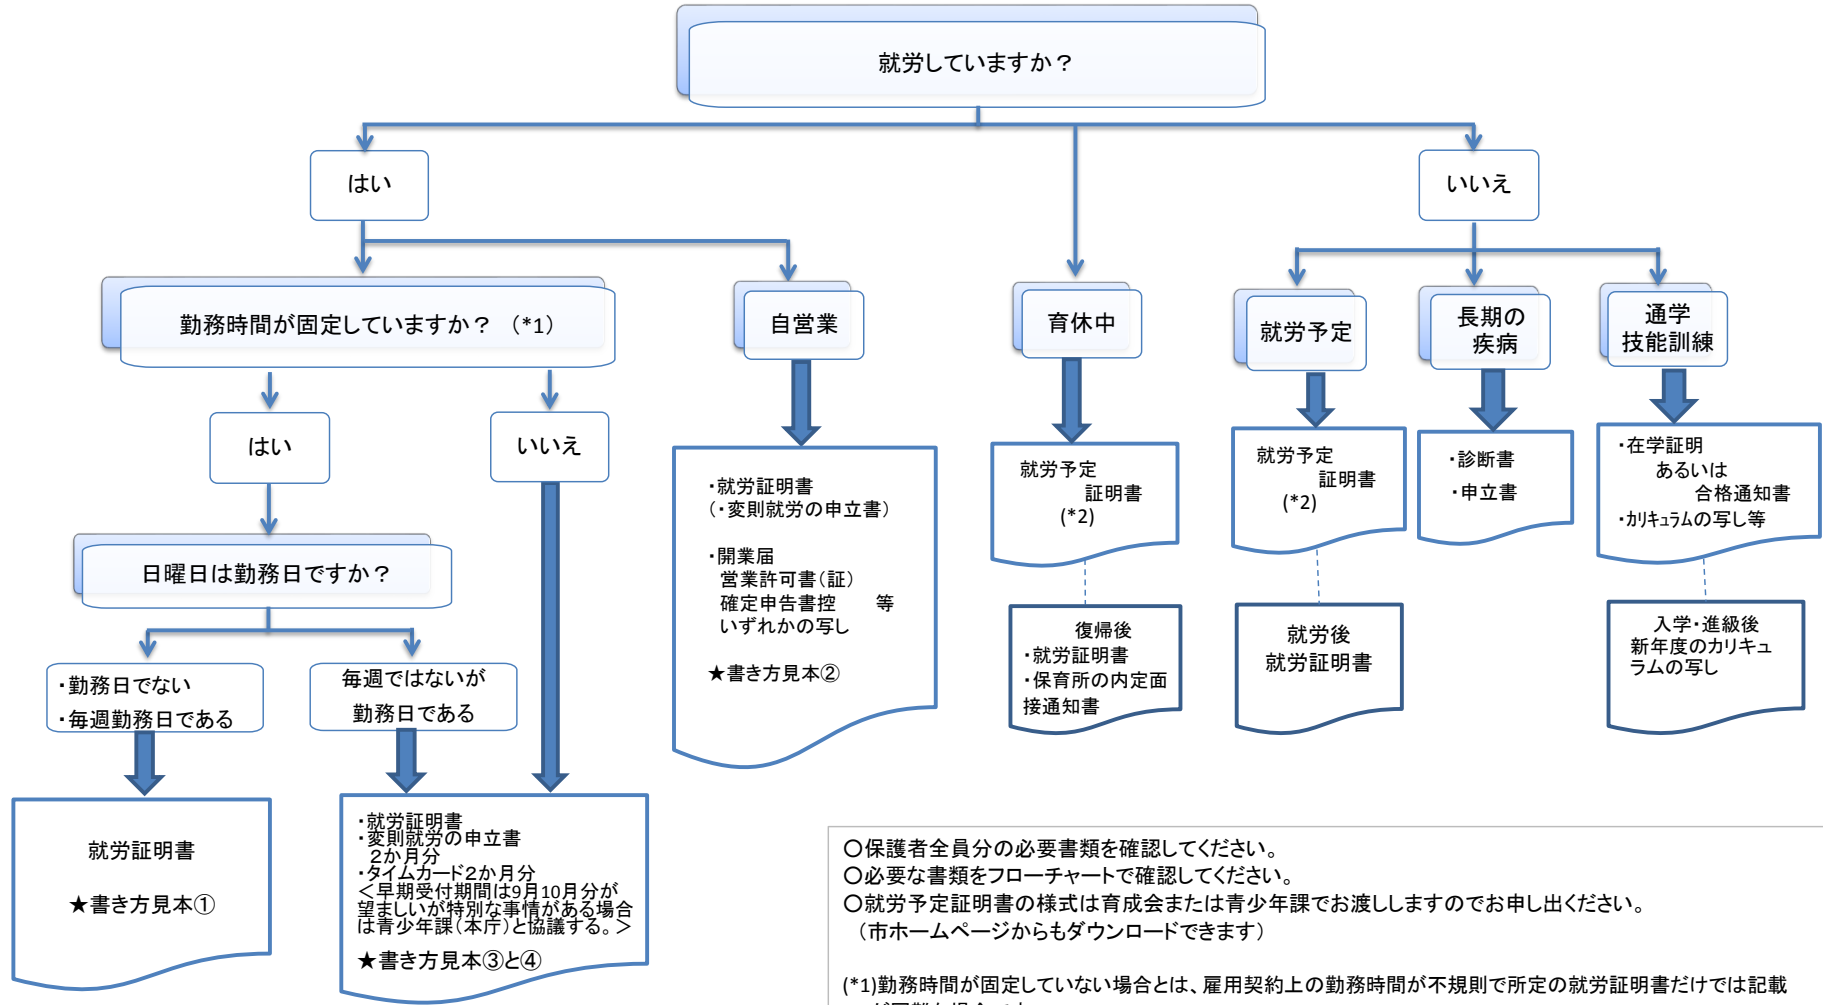 就労していますか？
はい
いいえ
勤務時間が固定していますか？ （*1）
自営業
育休中
就労予定
長期の
疾病
通学
技能訓練
はい
いいえ
日曜日は勤務日ですか？
・勤務日でない
・毎週勤務日である
毎週ではないが
勤務日である
就労証明書
★書き方見本①
・就労証明書
・変則就労の申立書
２か月分
・タイムカード２か月分
＜早期受付期間は9月10月分が
望ましいが特別な事情がある場合
は青少年課（本庁）と協議する。＞
★書き方見本③と④
・就労証明書
（・変則就労の申立書）
・開業届
営業許可書（証）
確定申告書控　　等
いずれかの写し
★書き方見本②
就労予定
証明書
(*2)
復帰後
・就労証明書
・保育所の内定面
接通知書
就労予定
証明書
(*2)
就労後
就労証明書
・診断書
・申立書
・在学証明
あるいは
合格通知書
・カリキュラムの写し等
入学・進級後
新年度のカリキュ
ラムの写し
〇保護者全員分の必要書類を確認してください。
〇必要な書類をフローチャートで確認してください。
〇就労予定証明書の様式は育成会または青少年課でお渡ししますのでお申し出ください。
（市ホームページからもダウンロードできます）
(*1)勤務時間が固定していない場合とは、雇用契約上の勤務時間が不規則で所定の就労証明書だけでは記載